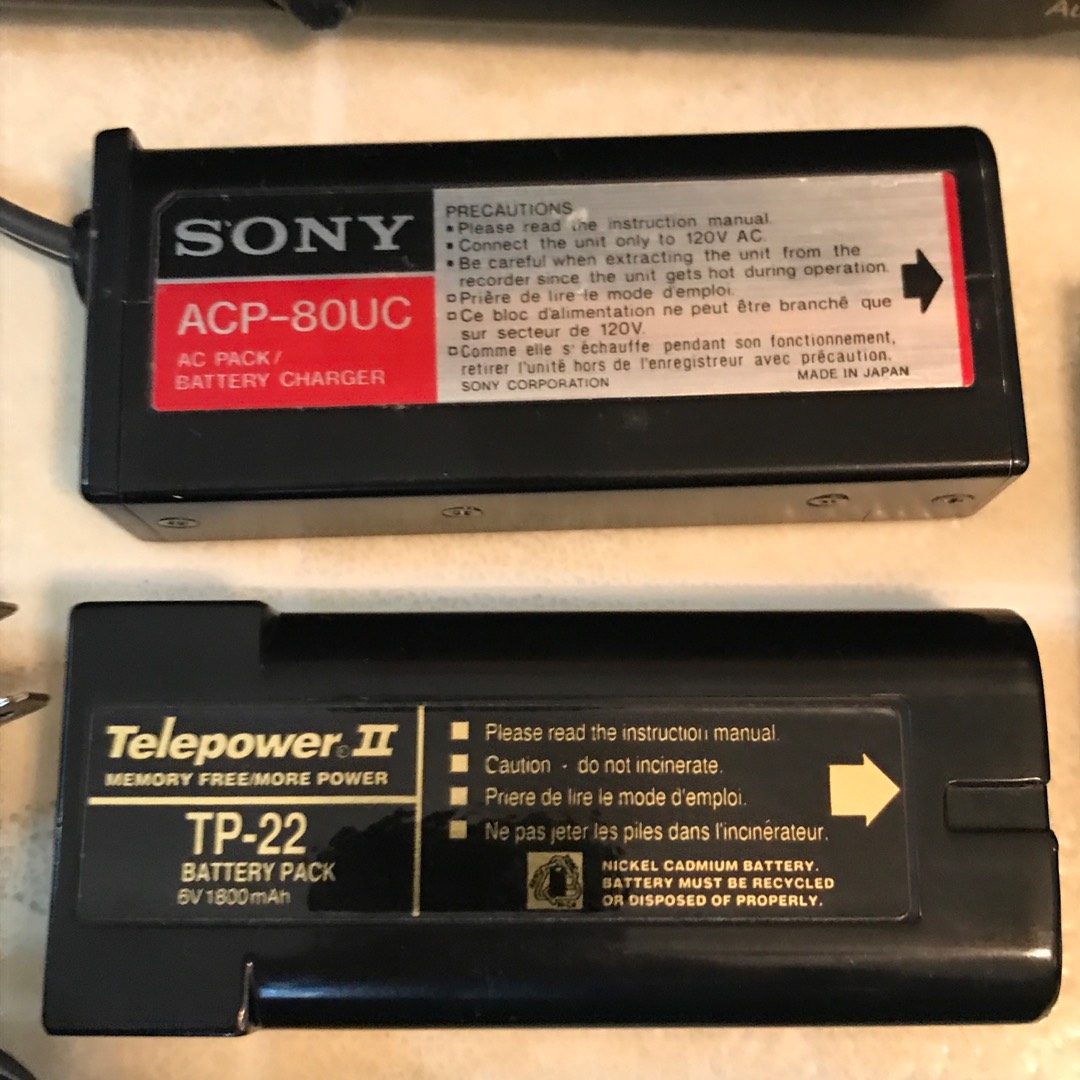 SONY
ACP-80UC
AC PACK/
BATTERY CHARGER
PRECAUTIONS
▪ Please read the instruction manual.
▪ Connect the unit only to 120V AC.
▪ Be careful when extracting the unit from the
recorder since the unit gets hot during operation.
▫ Prière de lire le mode d'emploi.
▫ Ce bloc d'alimentation ne peut être branché que
sur secteur de 120V.
▫ Comme elle s'échauffe pendant son fonctionnement,
retirer l'unité hors de l'enregistreur avec précaution.
SONY CORPORATION MADE IN JAPAN
Telepower® II
MEMORY FREE/MORE POWER
TP-22
BATTERY PACK
6V 1800mAh
■ Please read the instruction manual.
■ Caution - do not incinerate.
■ Priere de lire le mode d'emploi.
■ Ne pas jeter les piles dans l'incinérateur.
NICKEL CADMIUM BATTERY.
BATTERY MUST BE RECYCLED
OR DISPOSED OF PROPERLY.